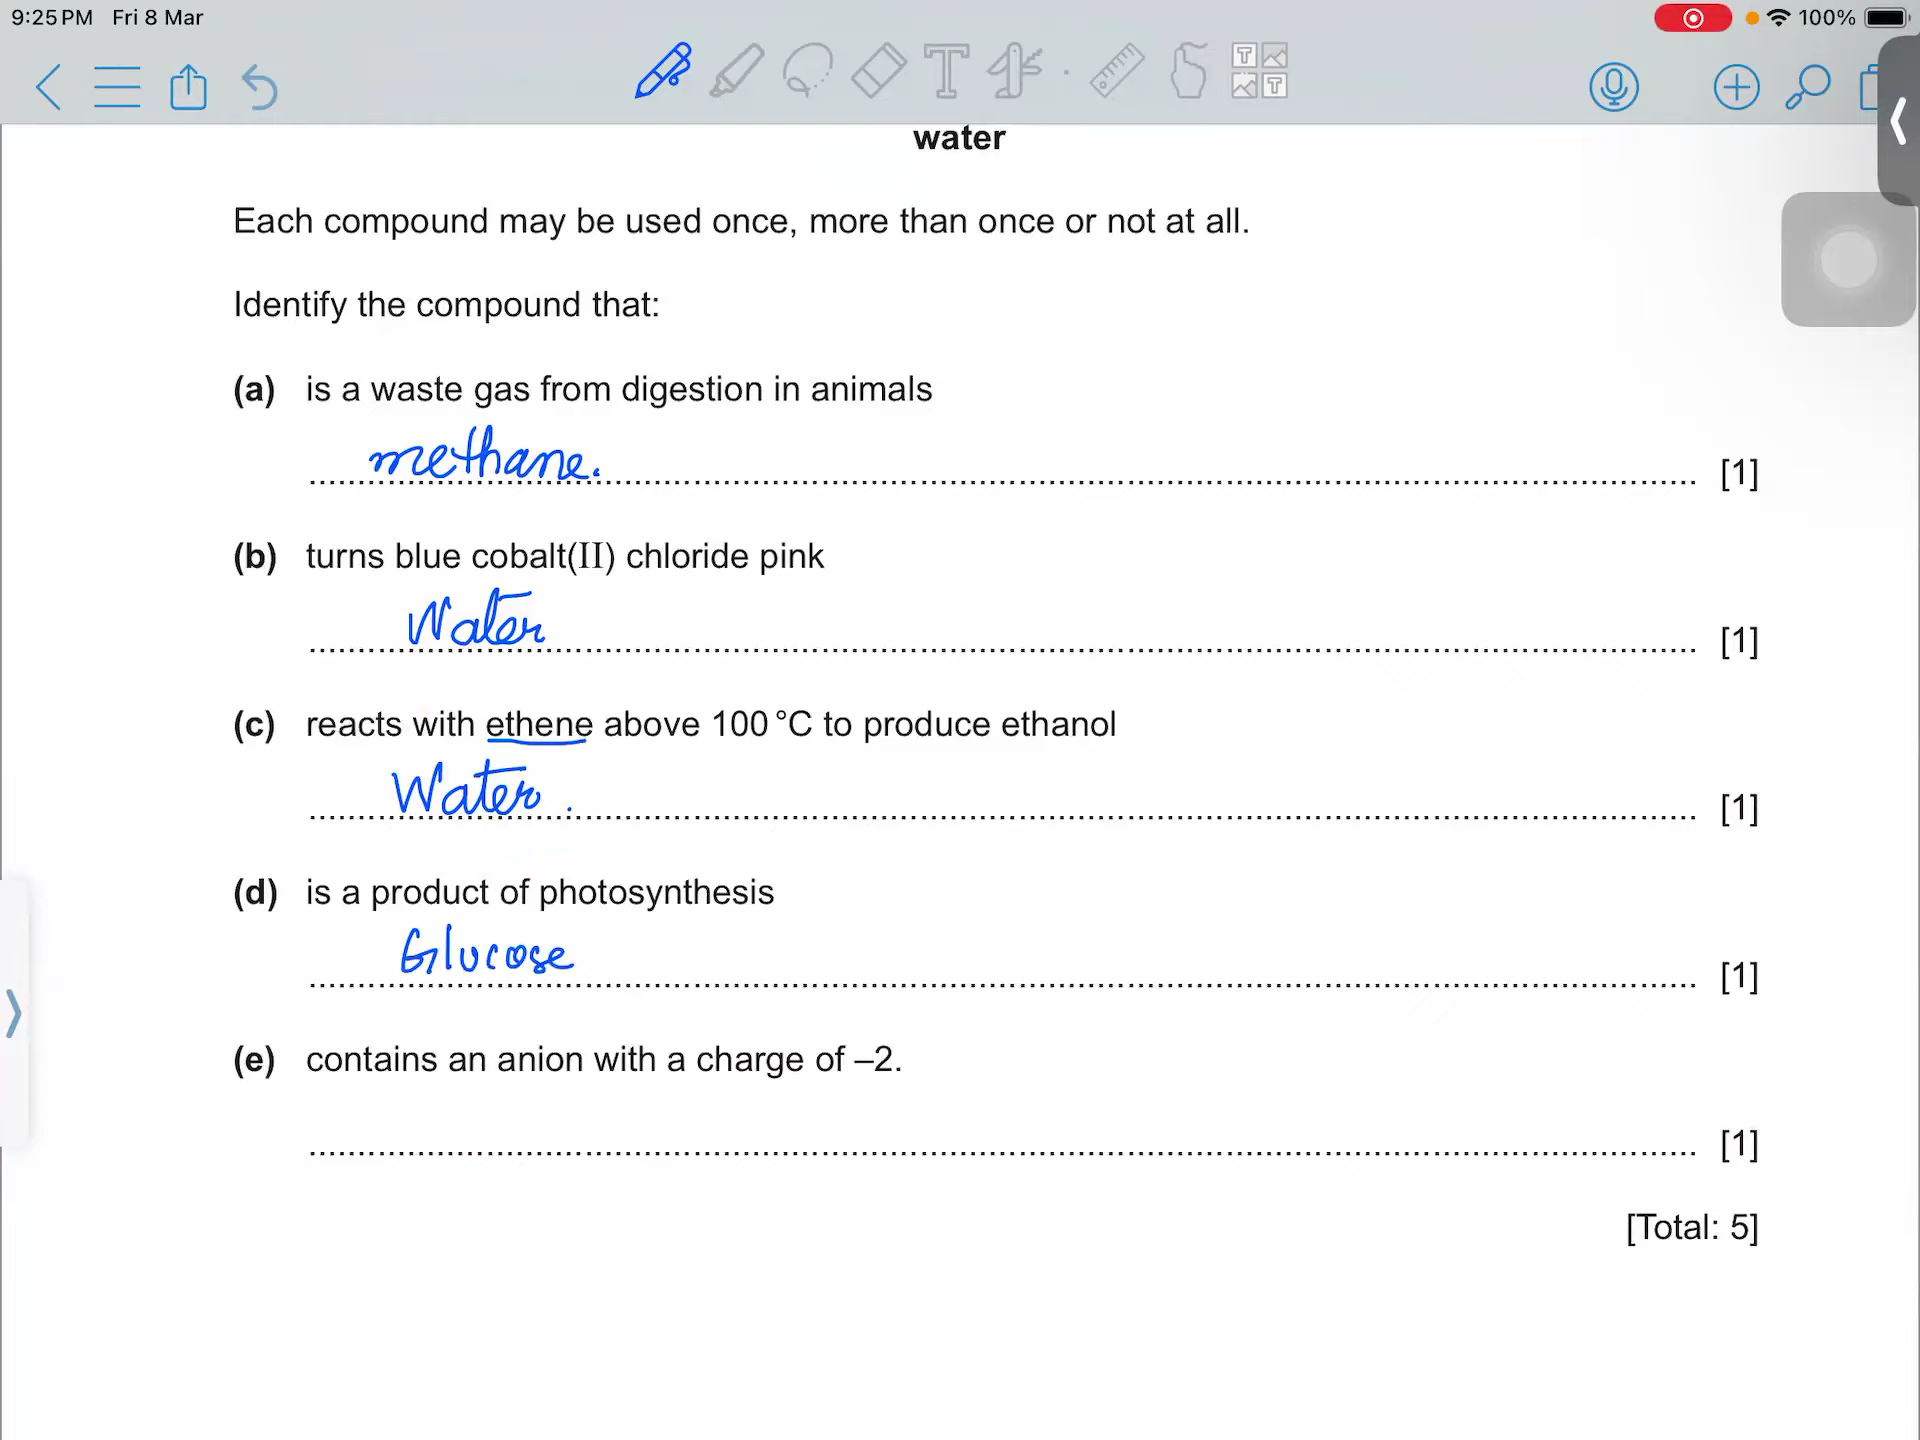 9:25 PM Fri 8 Mar 100%
water
Each compound may be used once, more than once or not at all.
Identify the compound that:
(a) is a waste gas from digestion in animals
methane. [1]
(b) turns blue cobalt(II) chloride pink
Water [1]
(c) reacts with ethene above 100 °C to produce ethanol
Water . [1]
(d) is a product of photosynthesis
Glucose [1]
(e) contains an anion with a charge of –2.
[1]
[Total: 5]